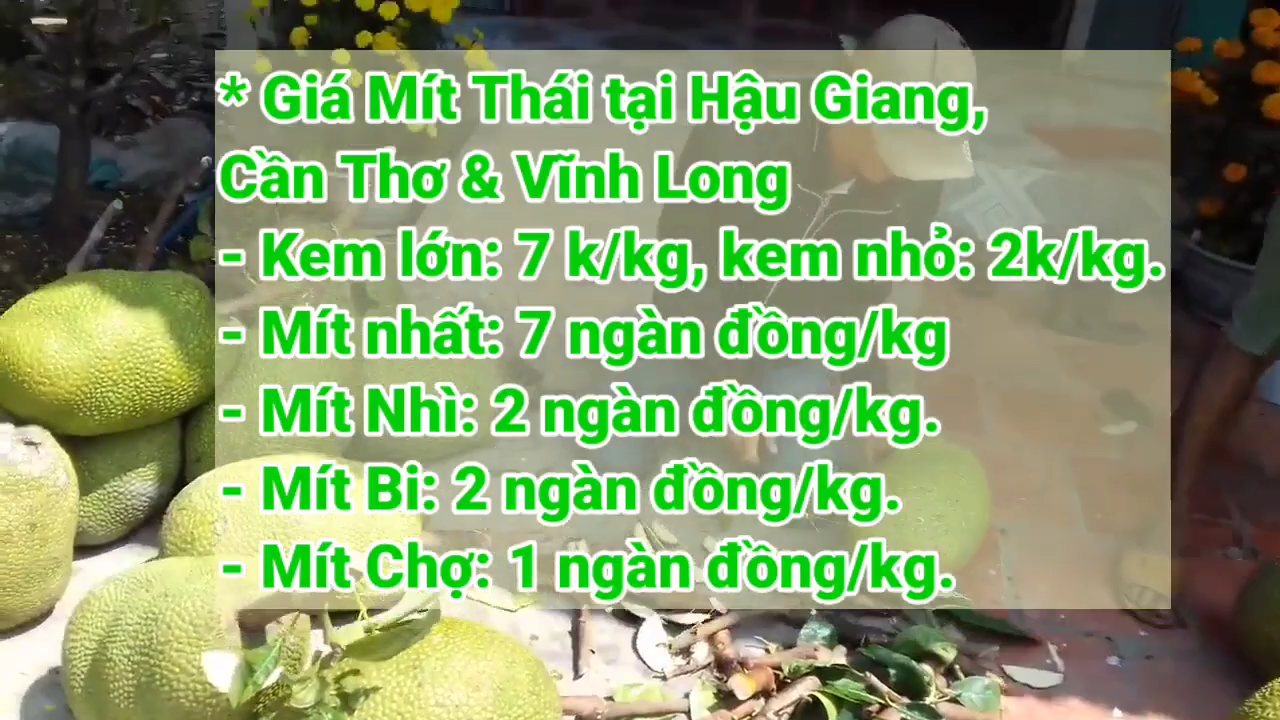 * Giá Mít Thái tại Hậu Giang,
Cần Thơ & Vĩnh Long
- Kem lớn: 7 k/kg, kem nhỏ: 2k/kg.
- Mít nhất: 7 ngàn đồng/kg
- Mít Nhì: 2 ngàn đồng/kg.
- Mít Bi: 2 ngàn đồng/kg.
- Mít Chợ: 1 ngàn đồng/kg.